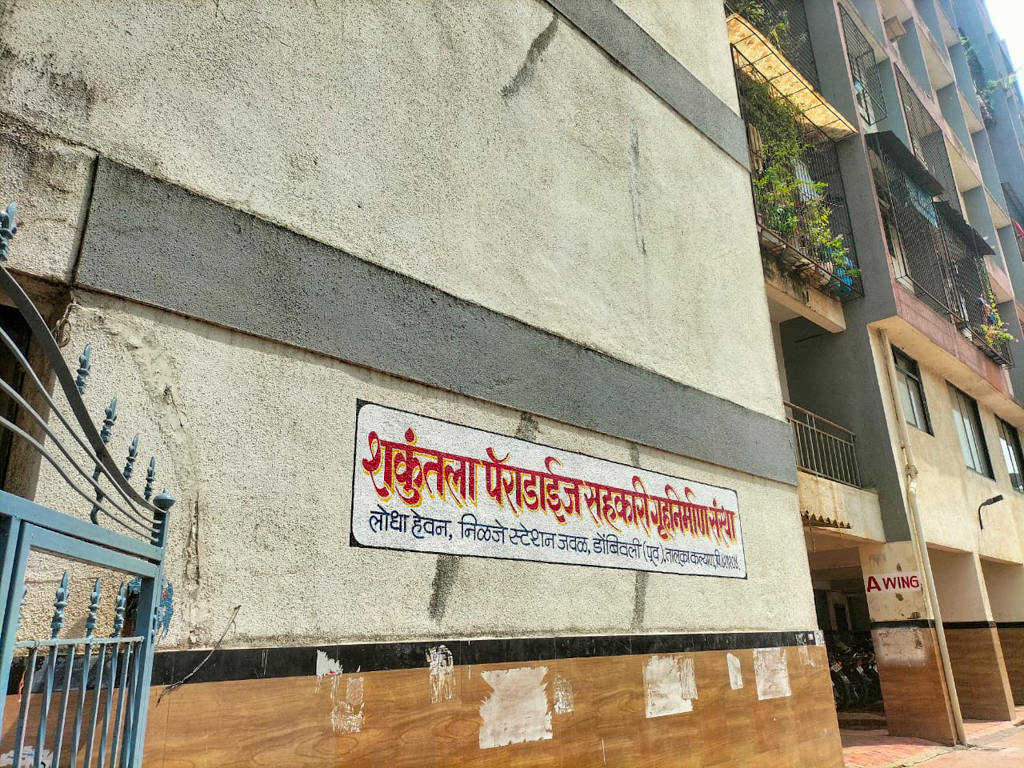 शकुंतला पॅराडाईज सहकारी गृहनिर्माण संस्था
लोधा हेवन, निळजे स्टेशन जवळ, डोंबिवली (पूर्व), तालुका कल्याण,
A WING